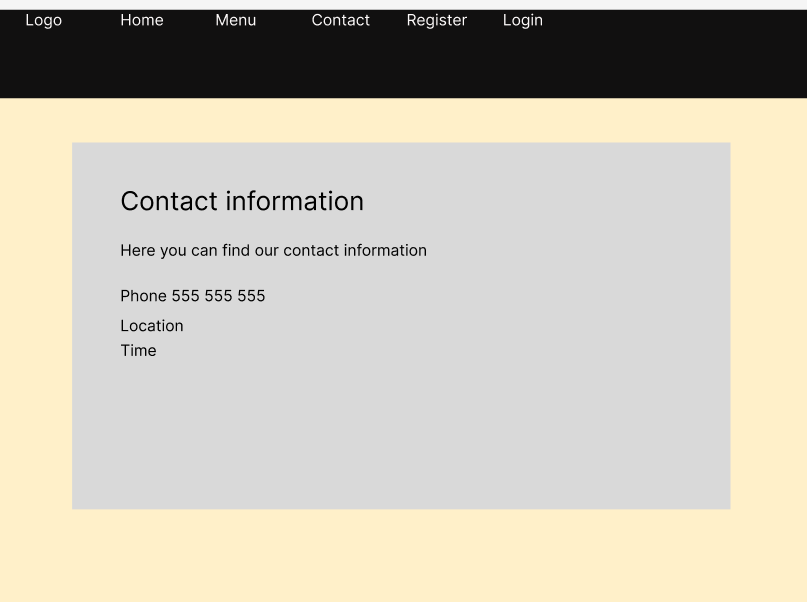 Logo Home Menu Contact Register Login
Contact information
Here you can find our contact information
Phone 555 555 555
Location
Time